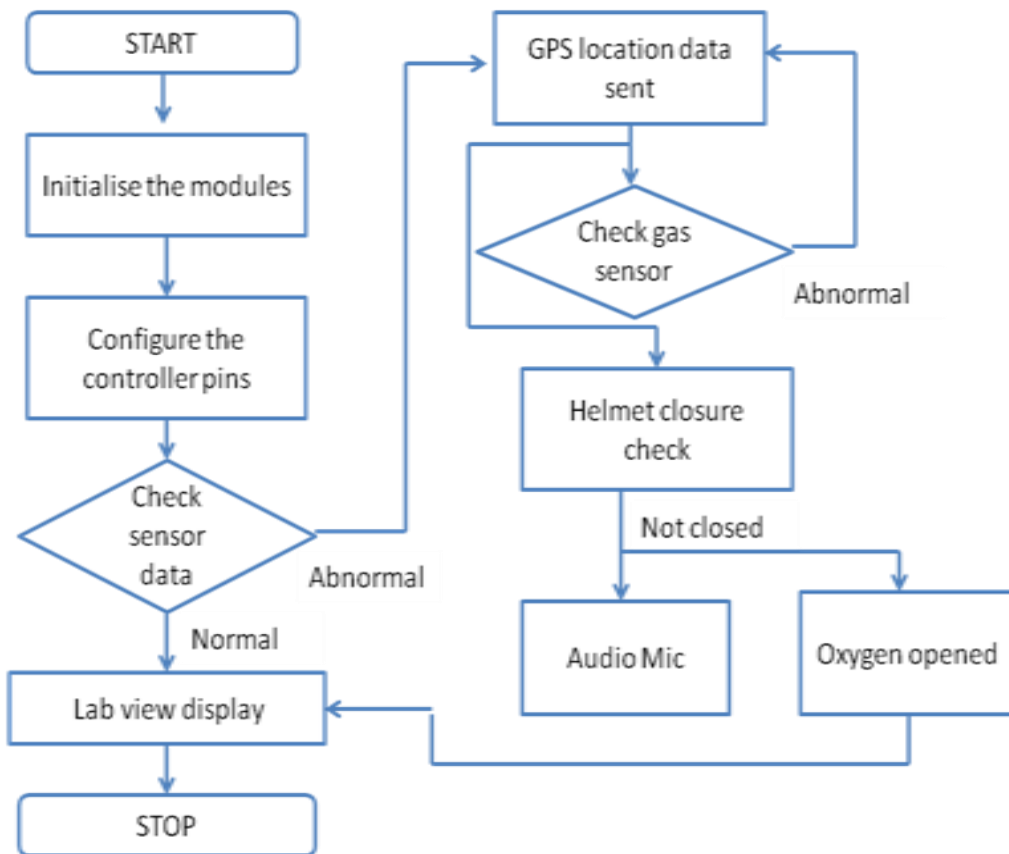 START
Initialise the modules
Configure the
controller pins
Check
sensor
data
Abnormal
Normal
Lab view display
STOP
GPS location data
sent
Check gas
sensor
Abnormal
Helmet closure
check
Not closed
Audio Mic
Oxygen opened